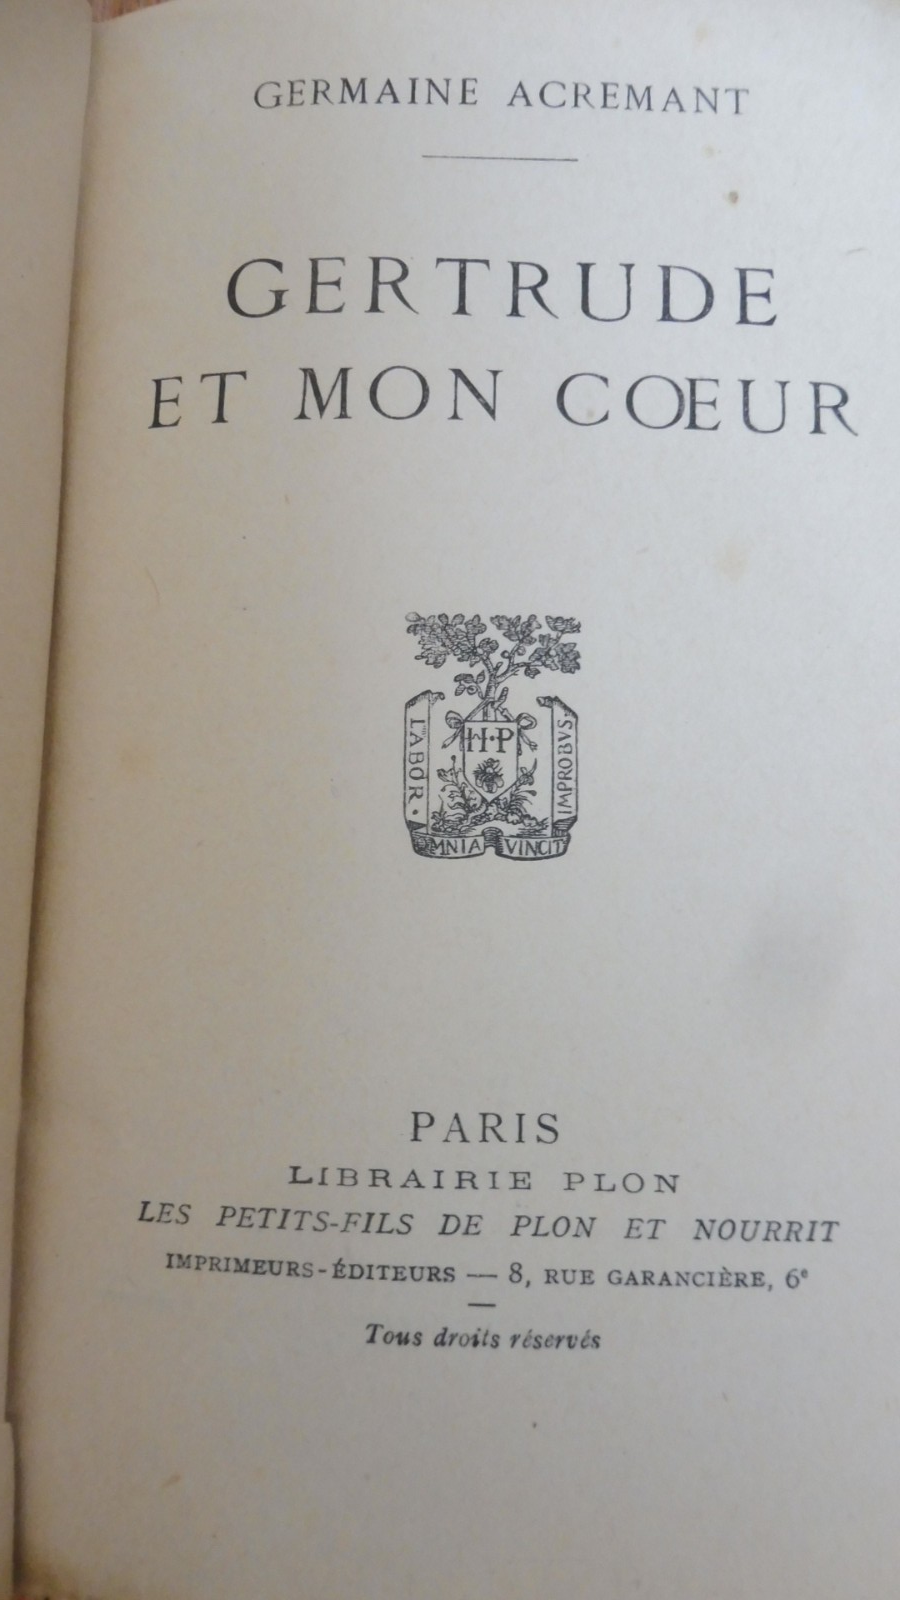 GERMAINE ACREMANT
GERTRUDE
ET MON CŒUR
LABOR.
H·P
IMPROBVS.
OMNIA VINCIT
PARIS
LIBRAIRIE PLON
LES PETITS-FILS DE PLON ET NOURRIT
IMPRIMEURS-ÉDITEURS — 8, RUE GARANCIÈRE, 6e
Tous droits réservés